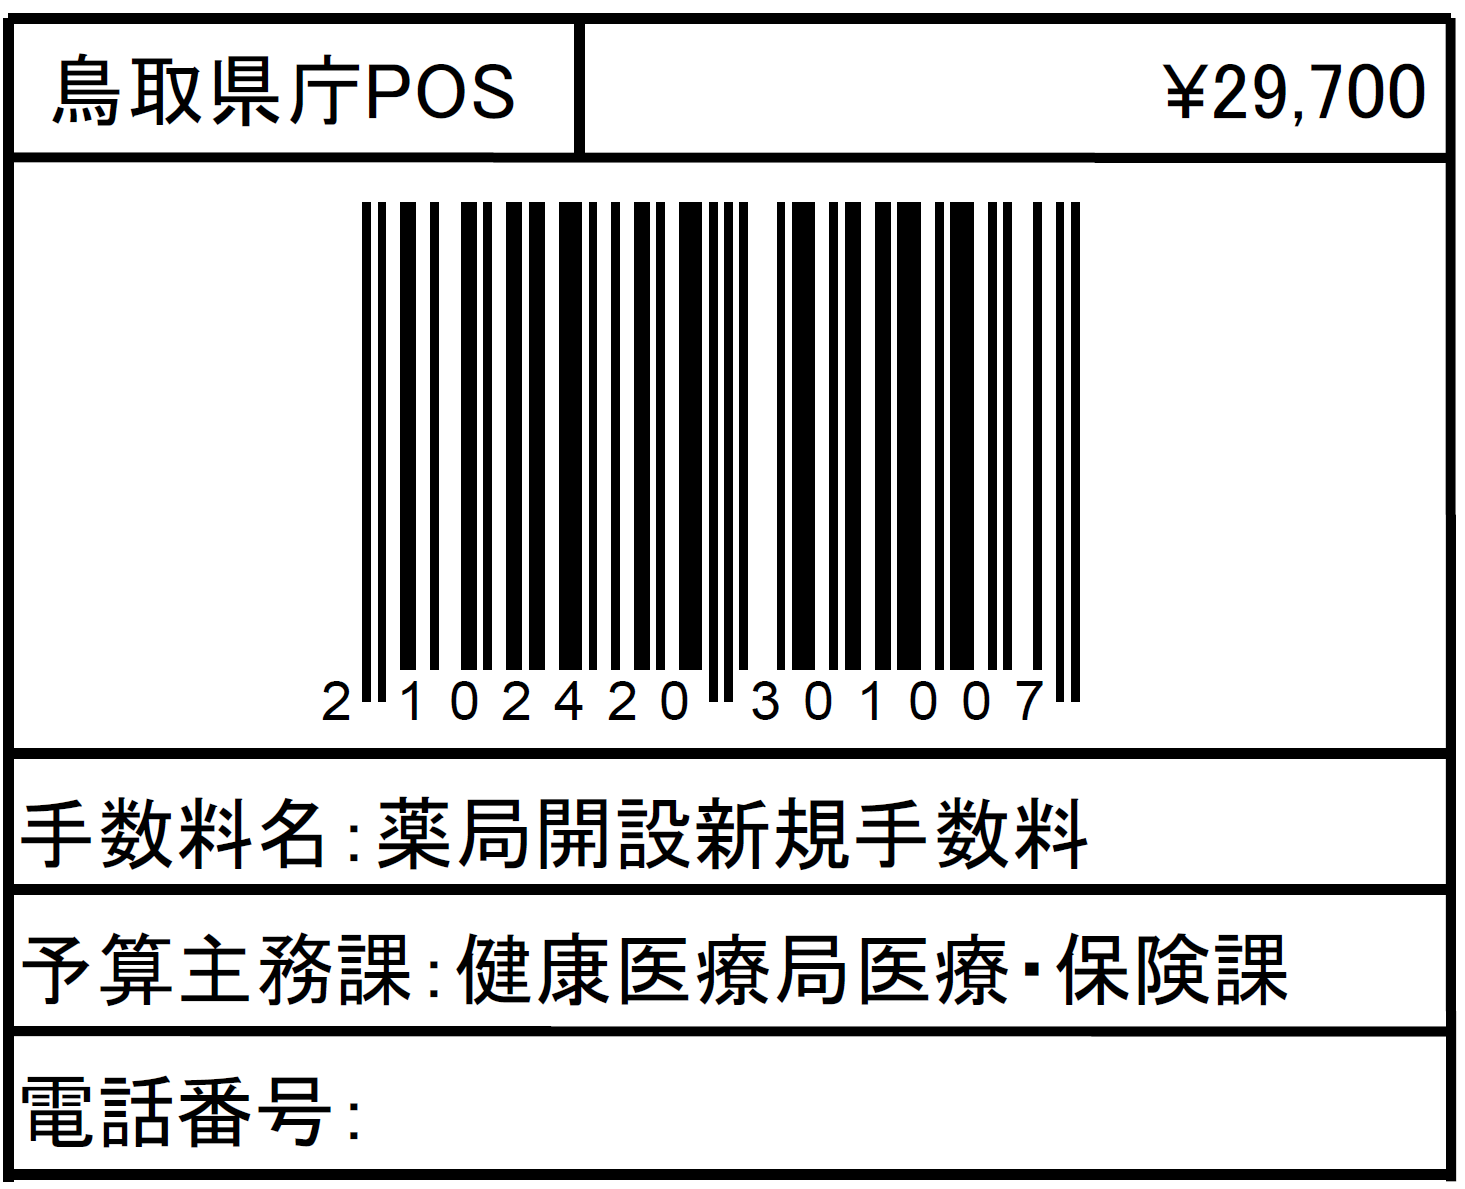 鳥取県庁POS
¥29,700
2 102420 301007
手数料名:薬局開設新規手数料
予算主務課:健康医療局医療・保険課
電話番号: